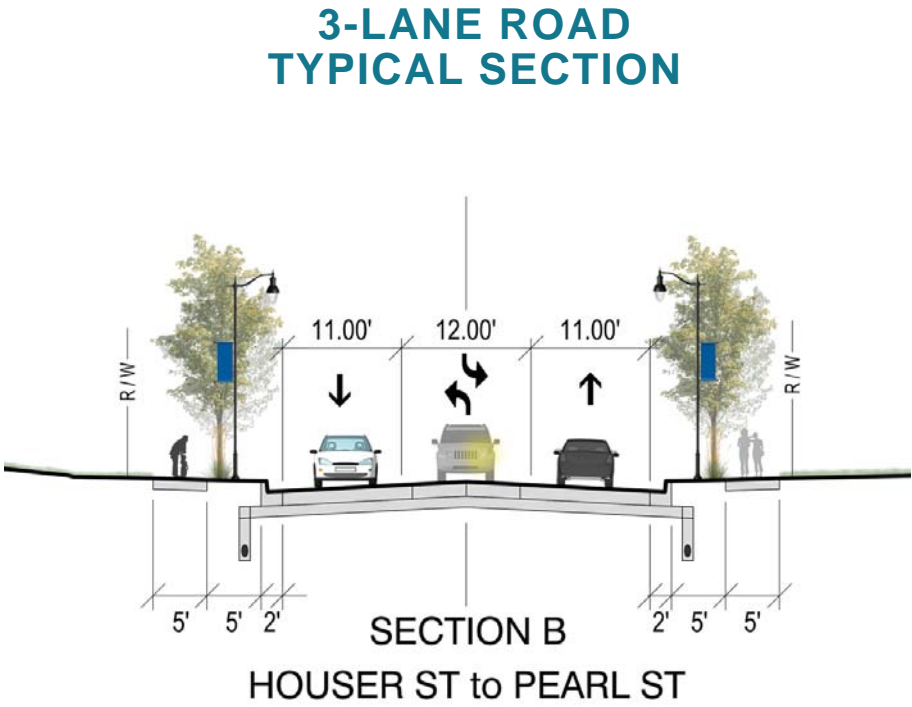 3-LANE ROAD
TYPICAL SECTION
11.00' 12.00' 11.00'
R / W
R / W
5' 5' 2' 2' 5' 5'
SECTION B
HOUSER ST to PEARL ST